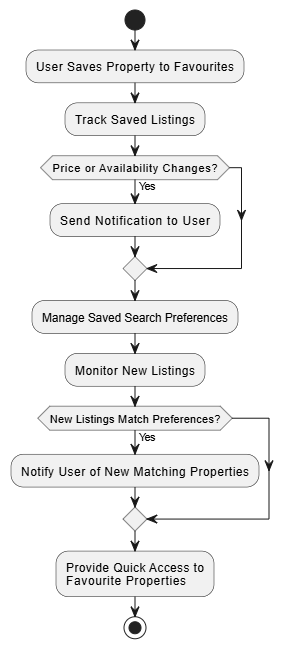 User Saves Property to Favourites
Track Saved Listings
Price or Availability Changes?
Yes
Send Notification to User
Manage Saved Search Preferences
Monitor New Listings
New Listings Match Preferences?
Yes
Notify User of New Matching Properties
Provide Quick Access to
Favourite Properties